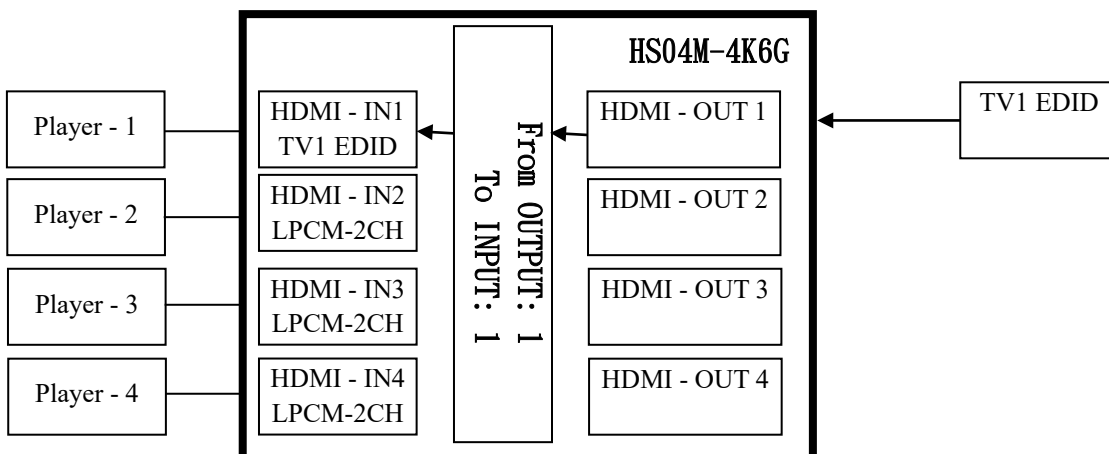 HS04M-4K6G
Player - 1
HDMI - IN1
TV1 EDID
From OUTPUT: 1
To INPUT: 1
HDMI - OUT 1
TV1 EDID
Player - 2
HDMI - IN2
LPCM-2CH
HDMI - OUT 2
Player - 3
HDMI - IN3
LPCM-2CH
HDMI - OUT 3
Player - 4
HDMI - IN4
LPCM-2CH
HDMI - OUT 4